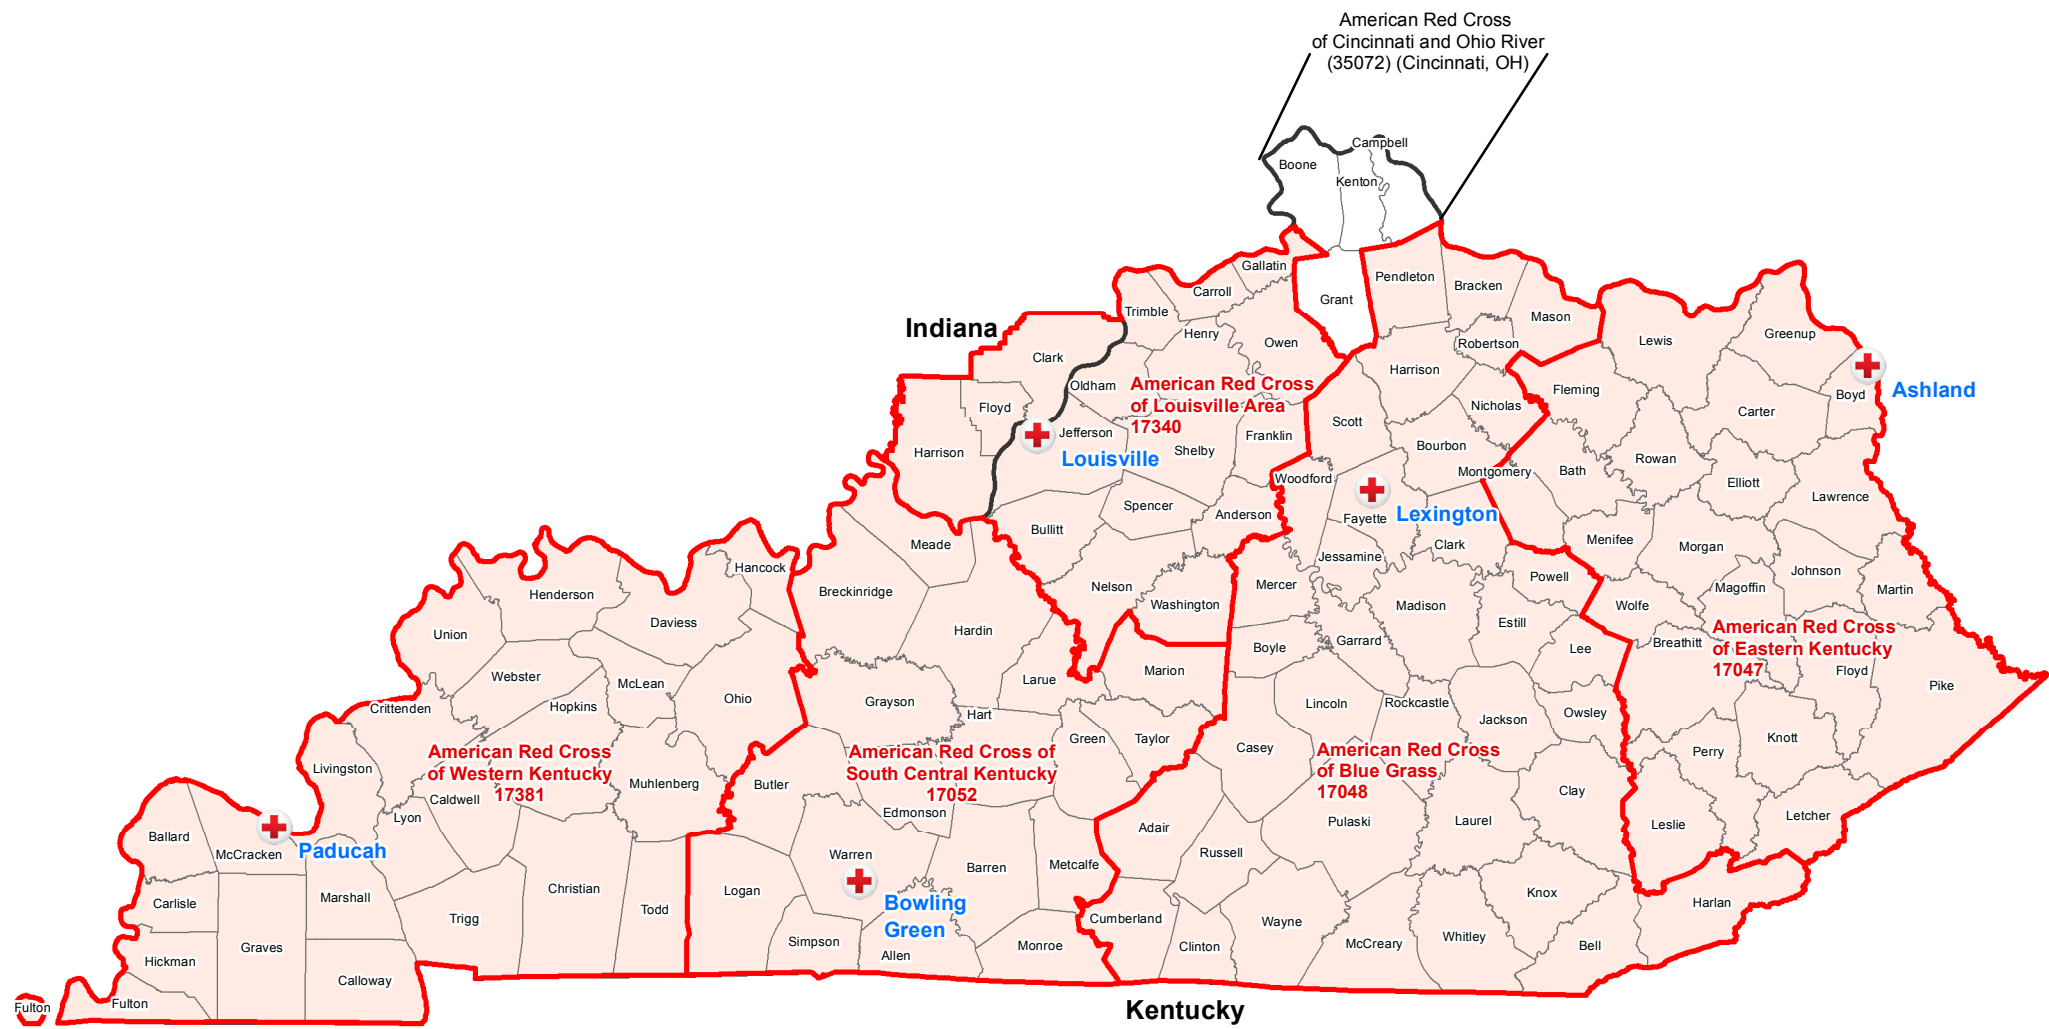 American Red Cross
of Cincinnati and Ohio River
(35072) (Cincinnati, OH)
Campbell
Boone
Kenton
Gallatin
Pendleton
Carroll
Bracken
Grant
Trimble
Mason
Indiana
Henry
Greenup
Owen
Lewis
Robertson
Clark
Harrison
Oldham
American Red Cross
of Louisville Area
17340
Fleming
Ashland
Boyd
Floyd
Nicholas
Carter
Scott
Jefferson
Franklin
Bourbon
Harrison
Shelby
Louisville
Rowan
Montgomery
Bath
Woodford
Elliott
Lawrence
Spencer
Anderson
Fayette
Lexington
Bullitt
Meade
Clark
Menifee
Morgan
Jessamine
Hancock
Johnson
Powell
Mercer
Nelson
Magoffin
Martin
Breckinridge
Henderson
Washington
Madison
Wolfe
Daviess
Estill
Union
Hardin
American Red Cross
of Eastern Kentucky
17047
Garrard
Breathitt
Boyle
Lee
Marion
Floyd
Webster
Larue
McLean
Pike
Ohio
Grayson
Lincoln
Rockcastle
Hopkins
Crittenden
Hart
Owsley
Jackson
Green
Taylor
Knott
Casey
American Red Cross
of Blue Grass
17048
Perry
American Red Cross
of Western Kentucky
17381
American Red Cross of
South Central Kentucky
17052
Livingston
Butler
Muhlenberg
Clay
Caldwell
Edmonson
Lyon
Letcher
Pulaski
Laurel
Leslie
Adair
Ballard
McCracken
Paducah
Warren
Russell
Metcalfe
Barren
Logan
Christian
Knox
Marshall
Carlisle
Bowling
Green
Harlan
Todd
Trigg
Cumberland
Wayne
Whitley
Simpson
McCreary
Monroe
Clinton
Bell
Graves
Allen
Hickman
Calloway
Fulton
Fulton
Kentucky